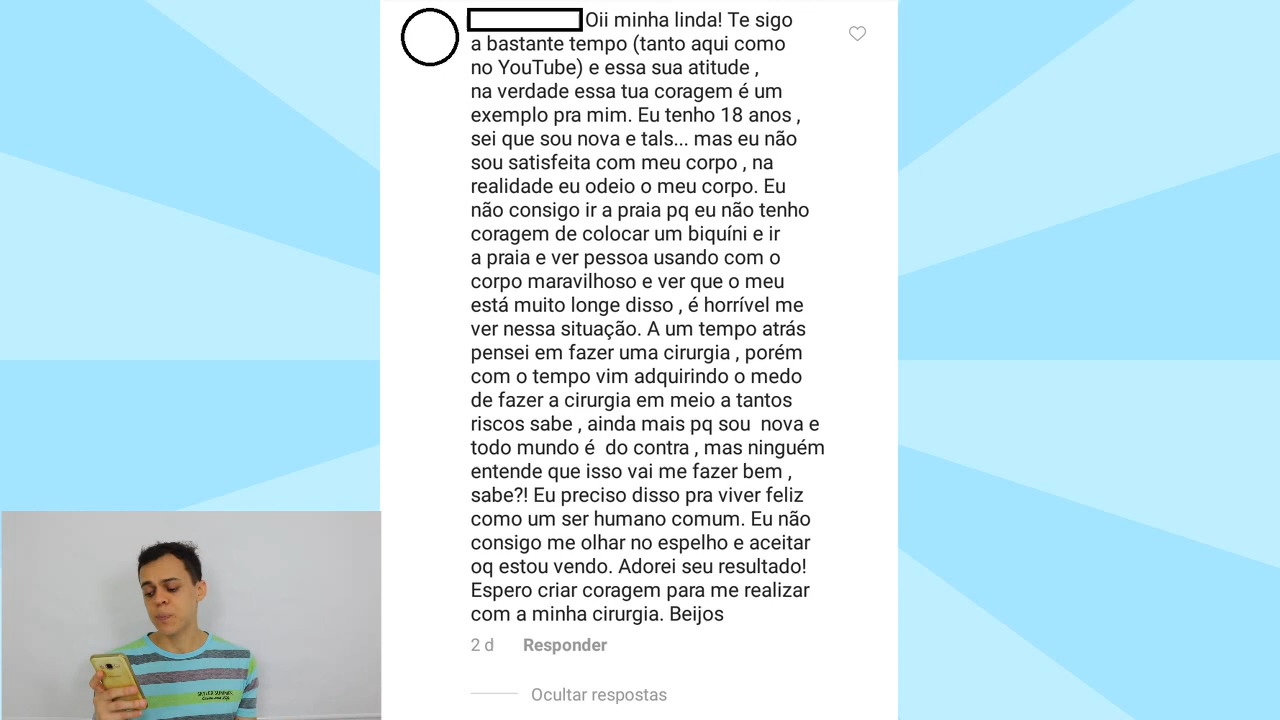 Oii minha linda! Te sigo
a bastante tempo (tanto aqui como
no YouTube) e essa sua atitude ,
na verdade essa tua coragem é um
exemplo pra mim. Eu tenho 18 anos ,
sei que sou nova e tals... mas eu não
sou satisfeita com meu corpo , na
realidade eu odeio o meu corpo. Eu
não consigo ir a praia pq eu não tenho
coragem de colocar um biquíni e ir
a praia e ver pessoa usando com o
corpo maravilhoso e ver que o meu
está muito longe disso , é horrível me
ver nessa situação. A um tempo atrás
pensei em fazer uma cirurgia , porém
com o tempo vim adquirindo o medo
de fazer a cirurgia em meio a tantos
riscos sabe , ainda mais pq sou  nova e
todo mundo é  do contra , mas ninguém
entende que isso vai me fazer bem ,
sabe?! Eu preciso disso pra viver feliz
como um ser humano comum. Eu não
consigo me olhar no espelho e aceitar
oq estou vendo. Adorei seu resultado!
Espero criar coragem para me realizar
com a minha cirurgia. Beijos
2 d Responder
Ocultar respostas